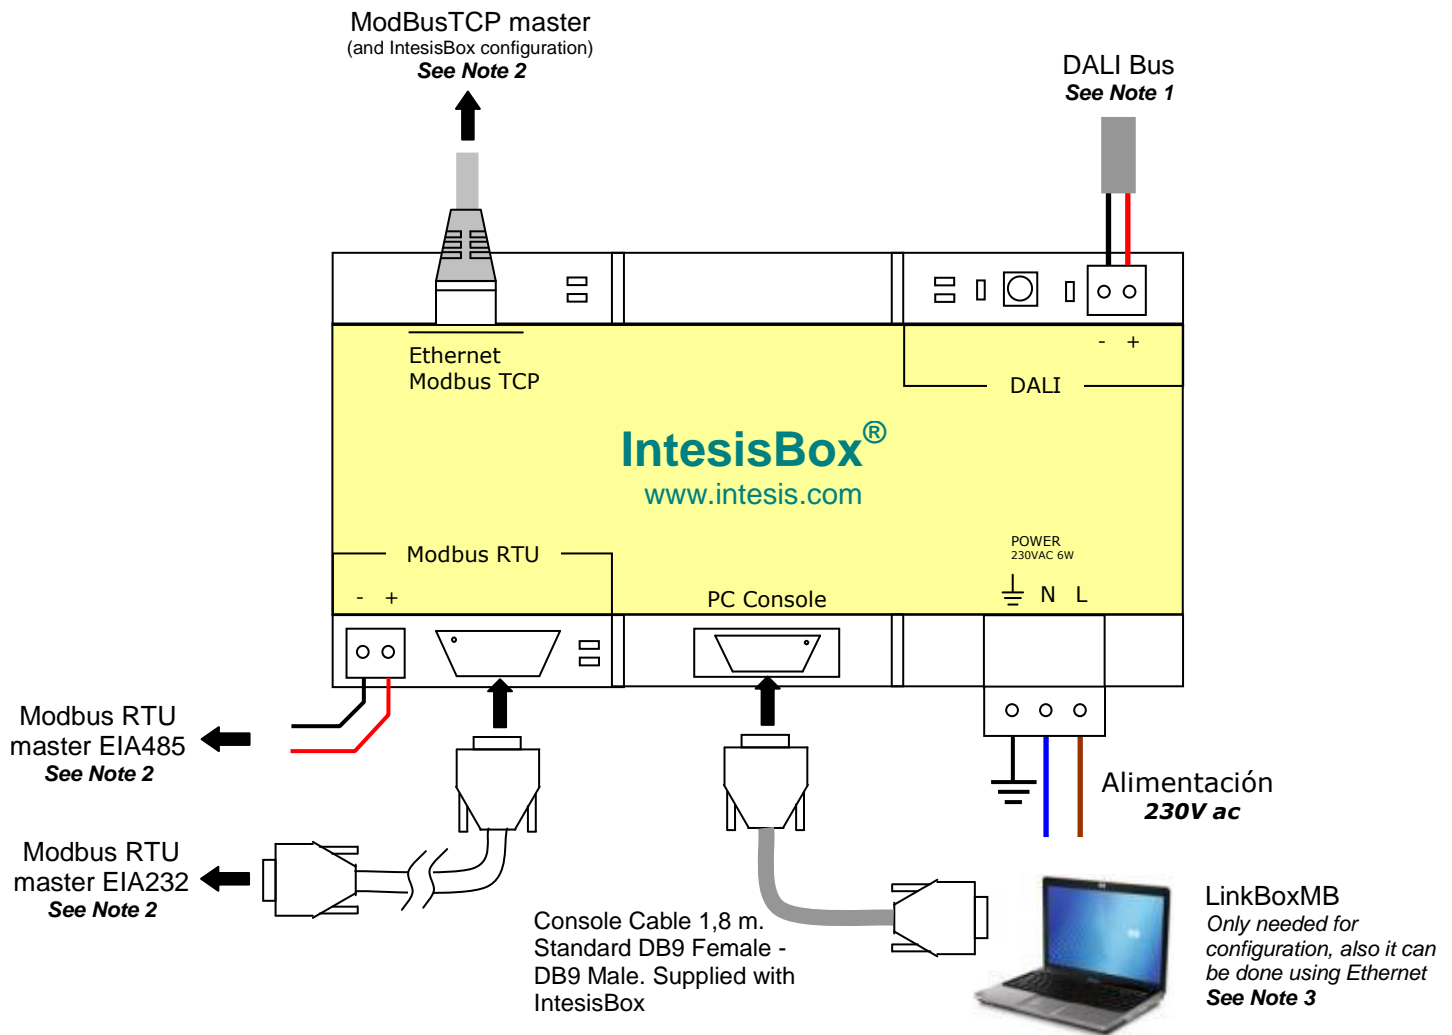 ModBusTCP master
(and IntesisBox configuration)
See Note 2
DALI Bus
See Note 1
Ethernet
Modbus TCP
- +
DALI
IntesisBox®
www.intesis.com
Modbus RTU
- +
PC Console
POWER
230VAC 6W
N L
Modbus RTU
master EIA485
See Note 2
Alimentación
230V ac
Modbus RTU
master EIA232
See Note 2
Console Cable 1,8 m.
Standard DB9 Female -
DB9 Male. Supplied with
IntesisBox
LinkBoxMB
Only needed for
configuration, also it can
be done using Ethernet
See Note 3